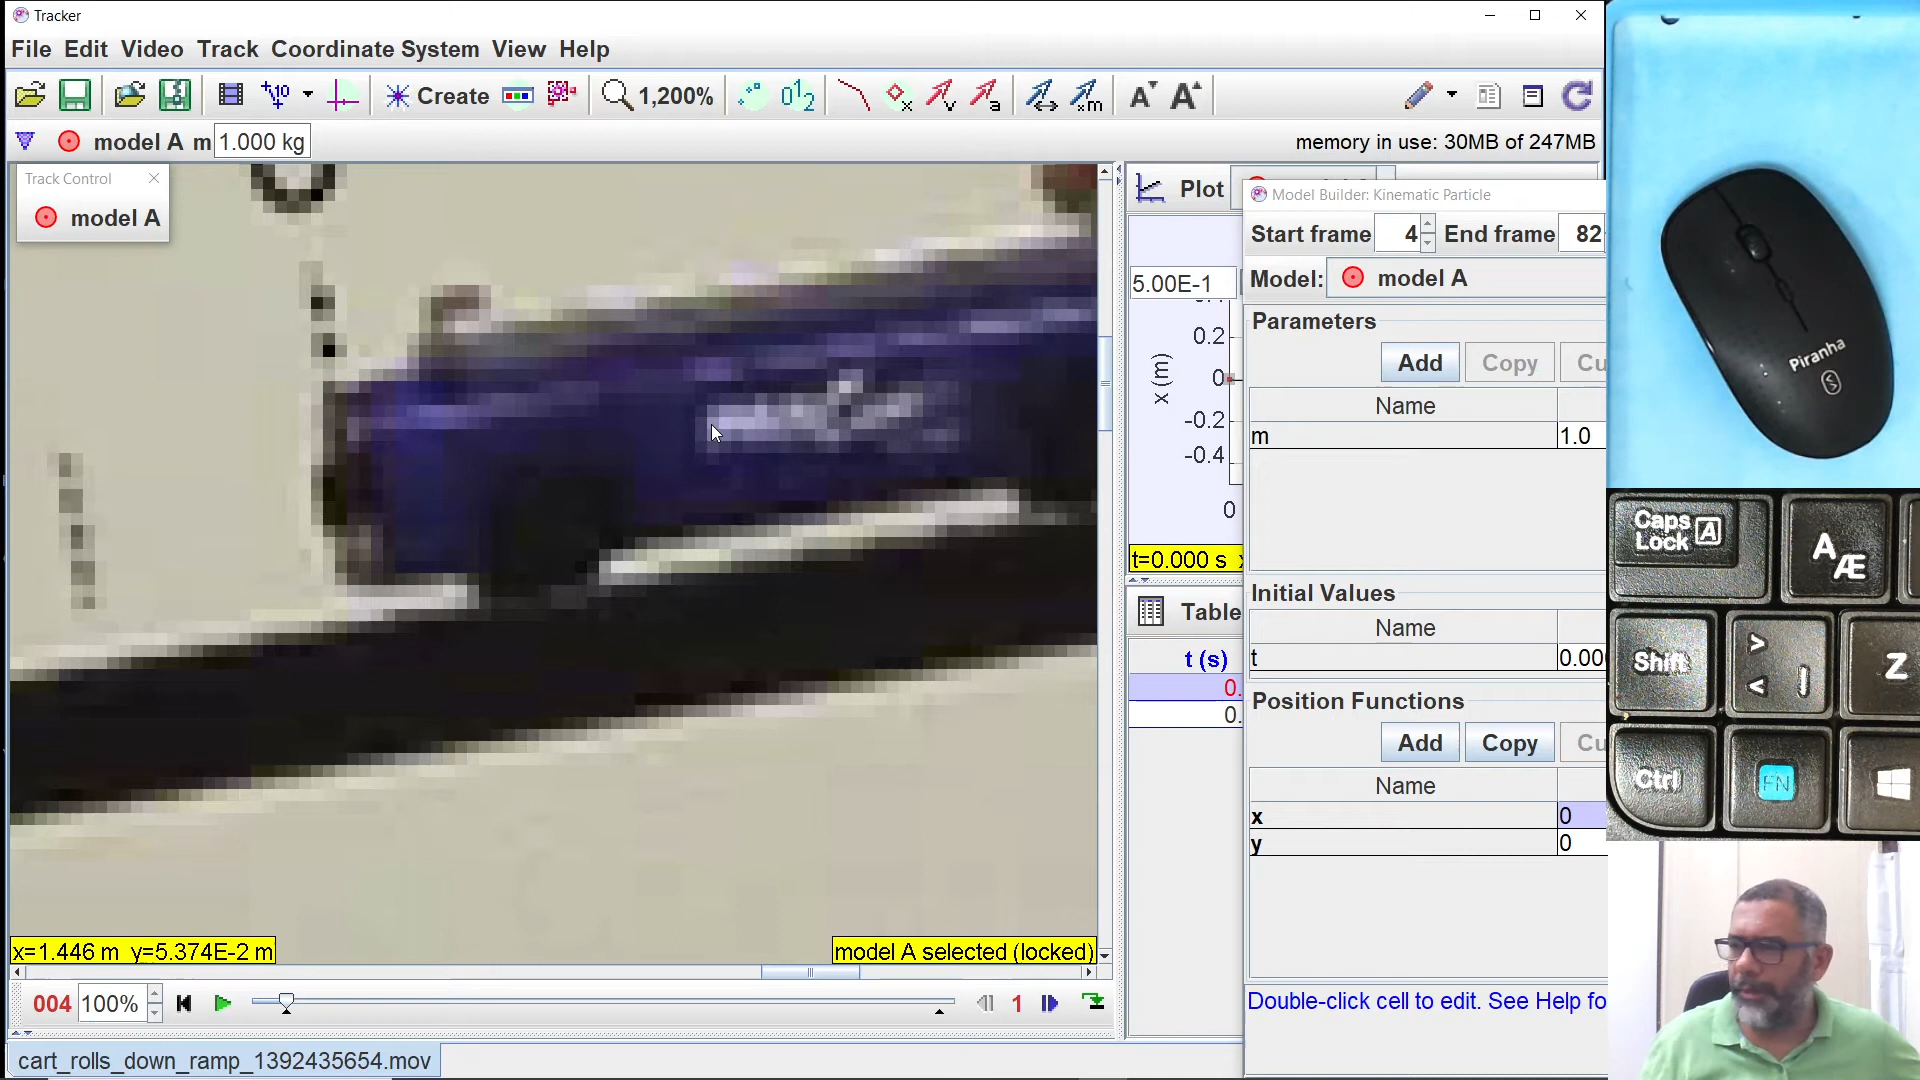 Tracker
File Edit Video Track Coordinate System View Help
Create 1,200%
model A m 1.000 kg
memory in use: 30MB of 247MB
Track Control
model A
Plot
Model Builder: Kinematic Particle
Start frame 4 End frame 82
5.00E-1
Model: model A
Parameters
Add Copy Cu
Name
m 1.0
x (m)
0.2
0
-0.2
-0.4
0
t=0.000 s
Table
t (s)
0.
0.
Initial Values
Name
t 0.000
Position Functions
Add Copy Cu
Name
x 0
y 0
Double-click cell to edit. See Help fo
x=1.446 m y=5.374E-2 m
model A selected (locked)
004 100% 1
cart_rolls_down_ramp_1392435654.mov
Piranha
Caps Lock A
A Æ
Shift
> < |
Z
Ctrl
FN